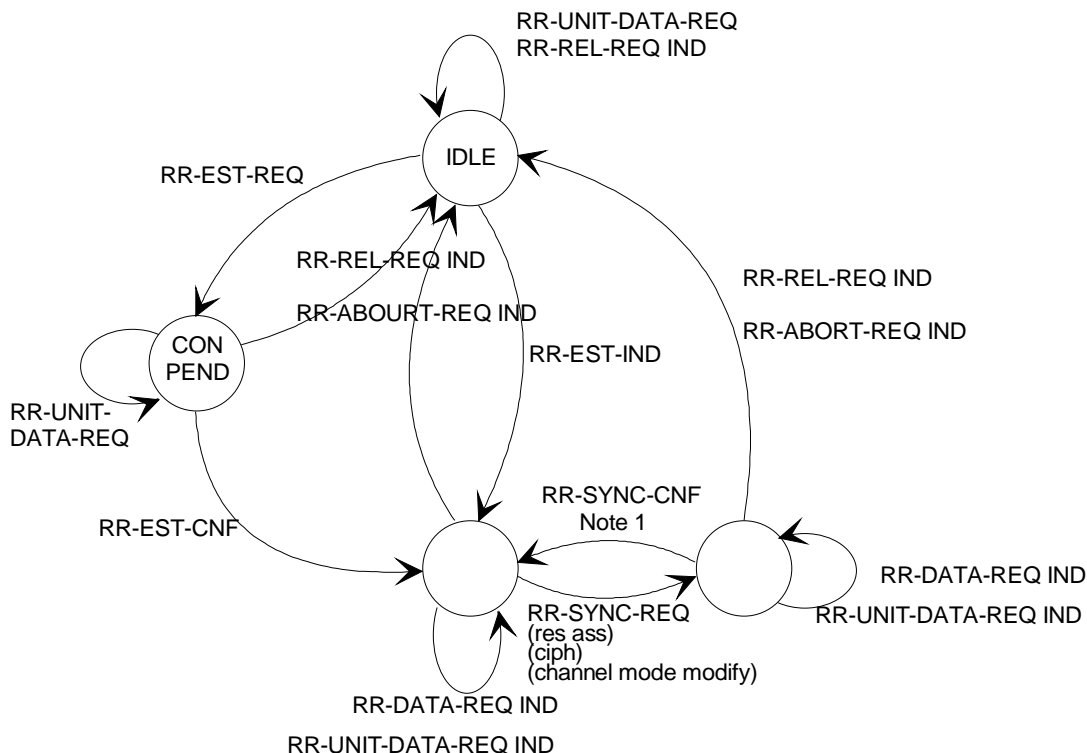 RR-UNIT-DATA-REQ
RR-REL-REQ IND
IDLE
RR-EST-REQ
RR-REL-REQ IND
RR-ABOURT-REQ IND
RR-REL-REQ IND
RR-ABORT-REQ IND
CON
PEND
RR-EST-IND
RR-UNIT-
DATA-REQ
RR-EST-CNF
RR-SYNC-CNF
Note 1
RR-DATA-REQ IND
RR-UNIT-DATA-REQ IND
RR-SYNC-REQ
(res ass)
(ciph)
(channel mode modify)
RR-DATA-REQ IND
RR-UNIT-DATA-REQ IND